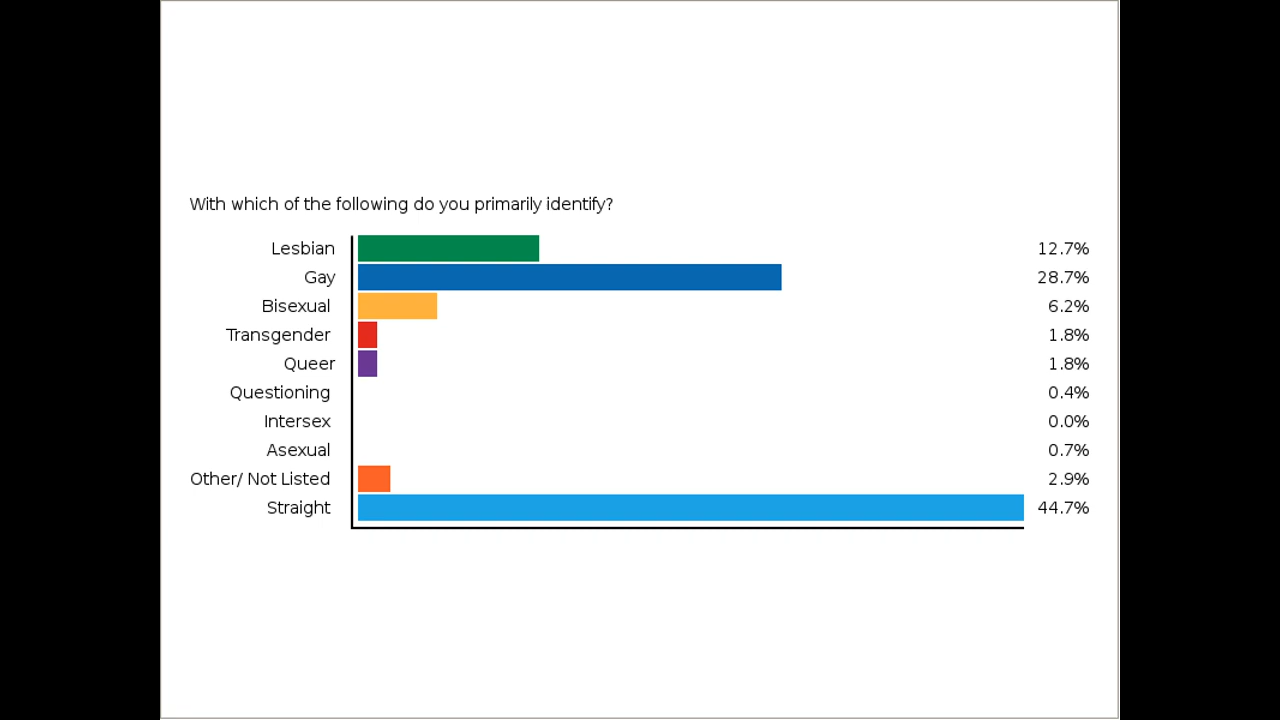 With which of the following do you primarily identify?
Lesbian 12.7%
Gay 28.7%
Bisexual 6.2%
Transgender 1.8%
Queer 1.8%
Questioning 0.4%
Intersex 0.0%
Asexual 0.7%
Other/ Not Listed 2.9%
Straight 44.7%